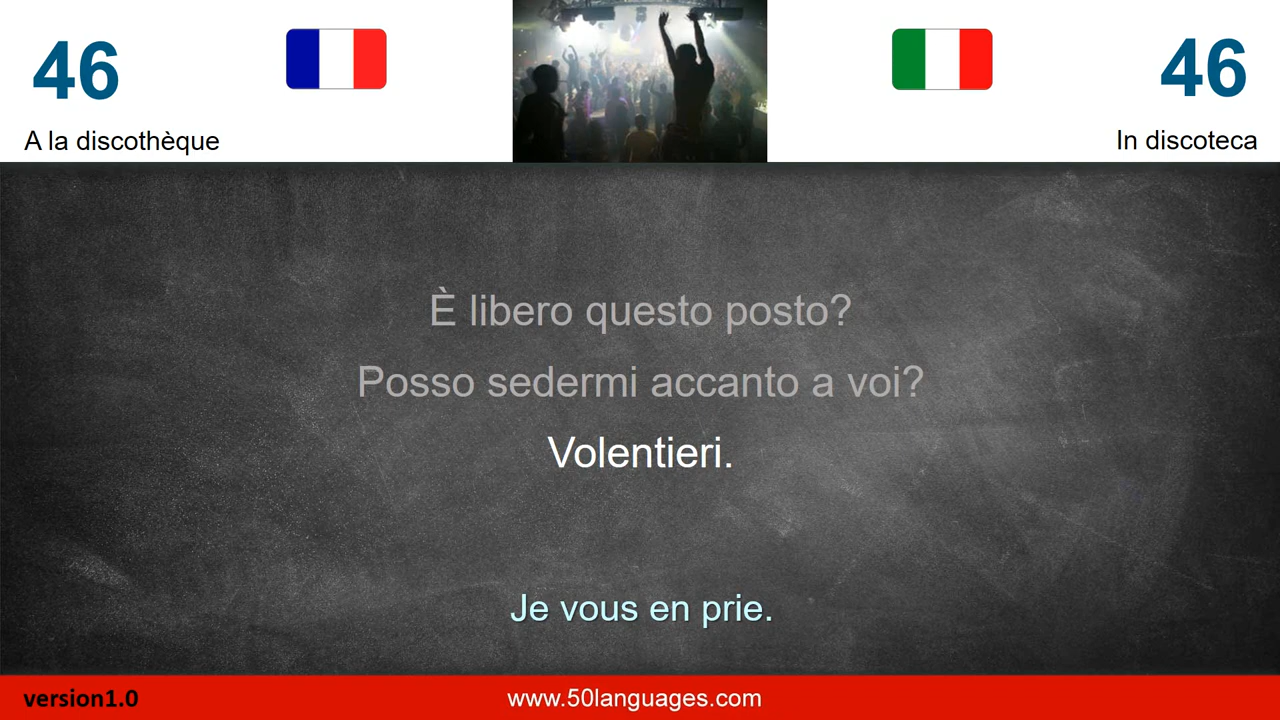 46
46
A la discothèque
In discoteca
È libero questo posto?
Posso sedermi accanto a voi?
Volentieri.
Je vous en prie.
version1.0
www.50languages.com